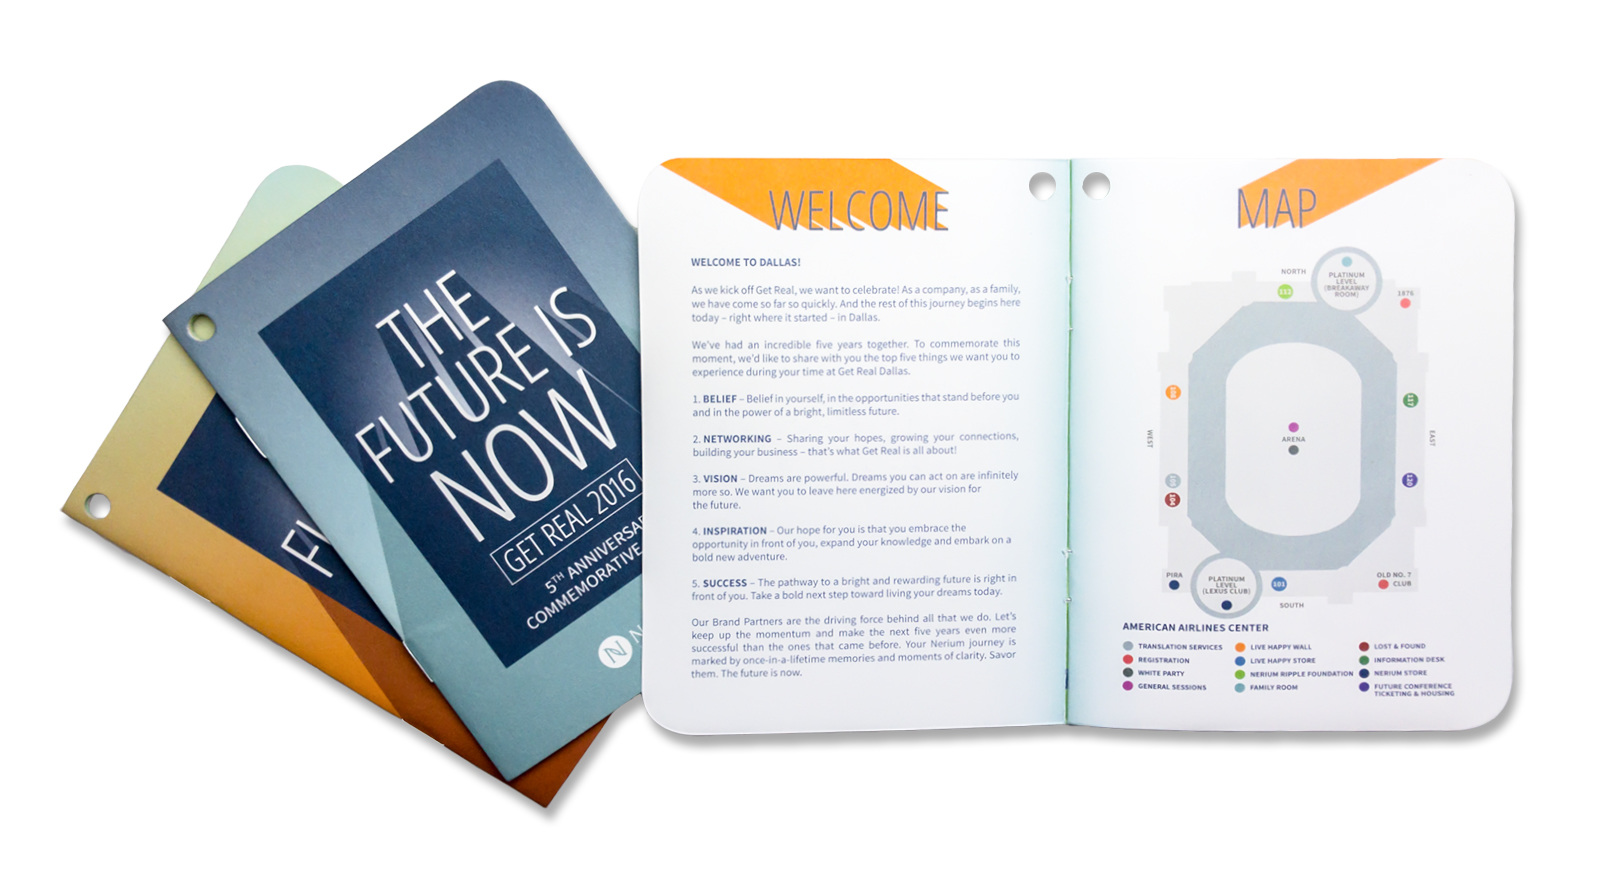 THE
FUTURE IS
NOW
GET REAL 2016
5TH
COMMEMORATIVE
WELCOME
WELCOME TO DALLAS!
As we kick off Get Real, we want to celebrate! As a company, as a family,
we have come so far so quickly. And the rest of this journey begins here
today – right where it started – in Dallas.
We've had an incredible five years together. To commemorate this
moment, we'd like to share with you the top five things we want you to
experience during your time at Get Real Dallas.
1. BELIEF – Belief in yourself, in the opportunities that stand before you
and in the power of a bright, limitless future.
2. NETWORKING – Sharing your hopes, growing your connections,
building your business – that's what Get Real is all about!
3. VISION – Dreams are powerful. Dreams you can act on are infinitely
more so. We want you to leave here energized by our vision for
the future.
4. INSPIRATION – Our hope for you is that you embrace the
opportunity in front of you, expand your knowledge and embark on a
bold new adventure.
5. SUCCESS – The pathway to a bright and rewarding future is right in
front of you. Take a bold next step toward living your dreams today.
Our Brand Partners are the driving force behind all that we do. Let's
keep up the momentum and make the next five years even more
successful than the ones that came before. Your Nerium journey is
marked by once-in-a-lifetime memories and moments of clarity. Savor
them. The future is now.
MAP
NORTH
PLATINUM
LEVEL
(BREAKAWAY
ROOM)
112
1876
117
WEST
ARENA
EAST
120
104
PIRA
PLATINUM
LEVEL
(LEXUS CLUB)
101
OLD NO. 7
CLUB
SOUTH
AMERICAN AIRLINES CENTER
TRANSLATION SERVICES
REGISTRATION
WHITE PARTY
GENERAL SESSIONS
LIVE HAPPY WALL
LIVE HAPPY STORE
NERIUM RIPPLE FOUNDATION
FAMILY ROOM
LOST & FOUND
INFORMATION DESK
NERIUM STORE
FUTURE CONFERENCE
TICKETING & HOUSING